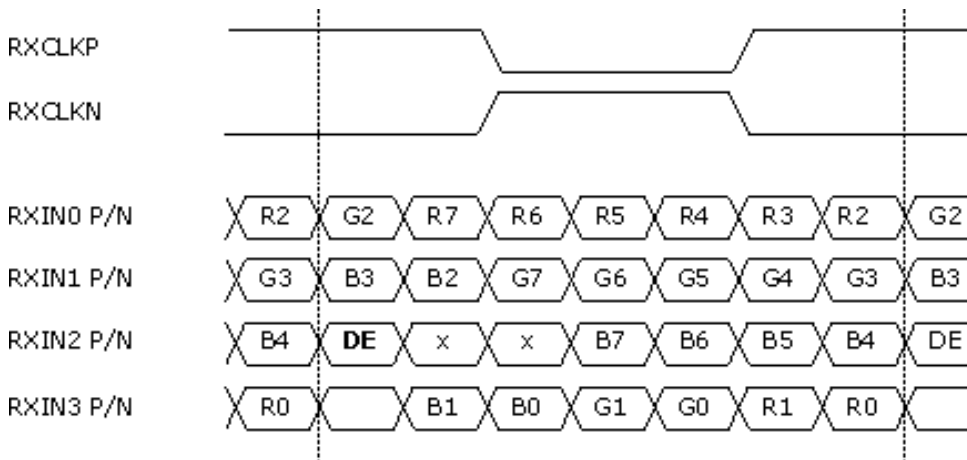 RXCLKP
RXCLKN
RXIN0 P/N R2 G2 R7 R6 R5 R4 R3 R2 G2
RXIN1 P/N G3 B3 B2 G7 G6 G5 G4 G3 B3
RXIN2 P/N B4 DE x x B7 B6 B5 B4 DE
RXIN3 P/N R0 B1 B0 G1 G0 R1 R0